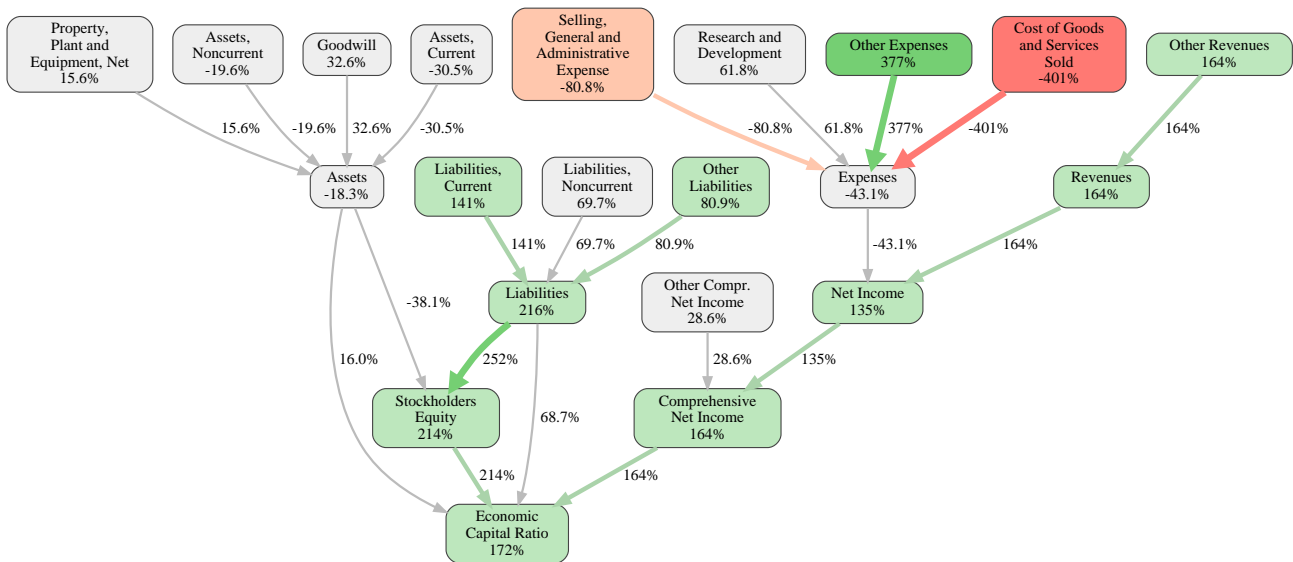 Property,
Plant and
Equipment, Net
15.6%
Assets,
Noncurrent
-19.6%
Goodwill
32.6%
Assets,
Current
-30.5%
Selling,
General and
Administrative
Expense
-80.8%
Research and
Development
61.8%
Other Expenses
377%
Cost of Goods
and Services
Sold
-401%
Other Revenues
164%
15.6%
-19.6%
32.6%
-30.5%
-80.8%
61.8%
377%
-401%
164%
Assets
-18.3%
Liabilities,
Current
141%
Liabilities,
Noncurrent
69.7%
Other
Liabilities
80.9%
Expenses
-43.1%
Revenues
164%
141%
69.7%
80.9%
-43.1%
164%
-38.1%
Liabilities
216%
Other Compr.
Net Income
28.6%
Net Income
135%
16.0%
252%
28.6%
135%
Stockholders
Equity
214%
68.7%
Comprehensive
Net Income
164%
214%
164%
Economic
Capital Ratio
172%